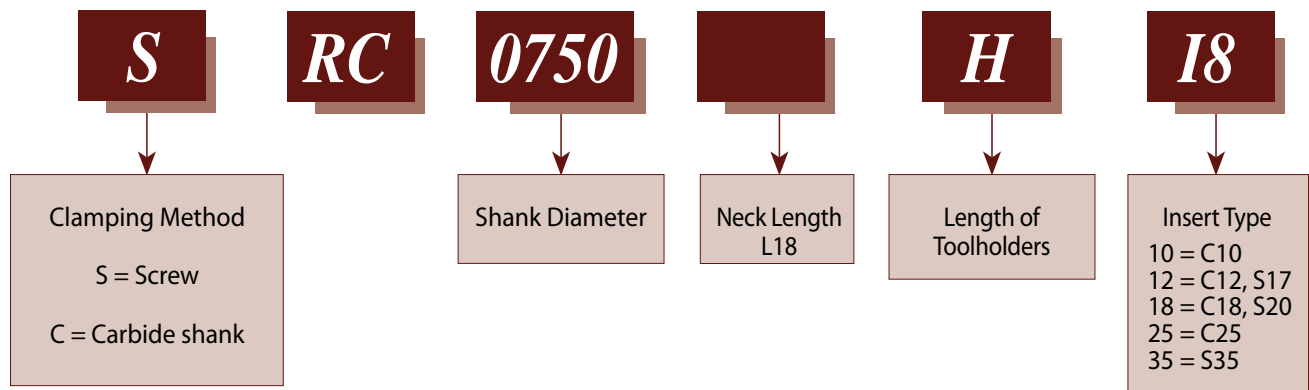 S RC 0750 H I8
Clamping Method
S = Screw
C = Carbide shank
Shank Diameter
Neck Length
L18
Length of
Toolholders
Insert Type
10 = C10
12 = C12, S17
18 = C18, S20
25 = C25
35 = S35